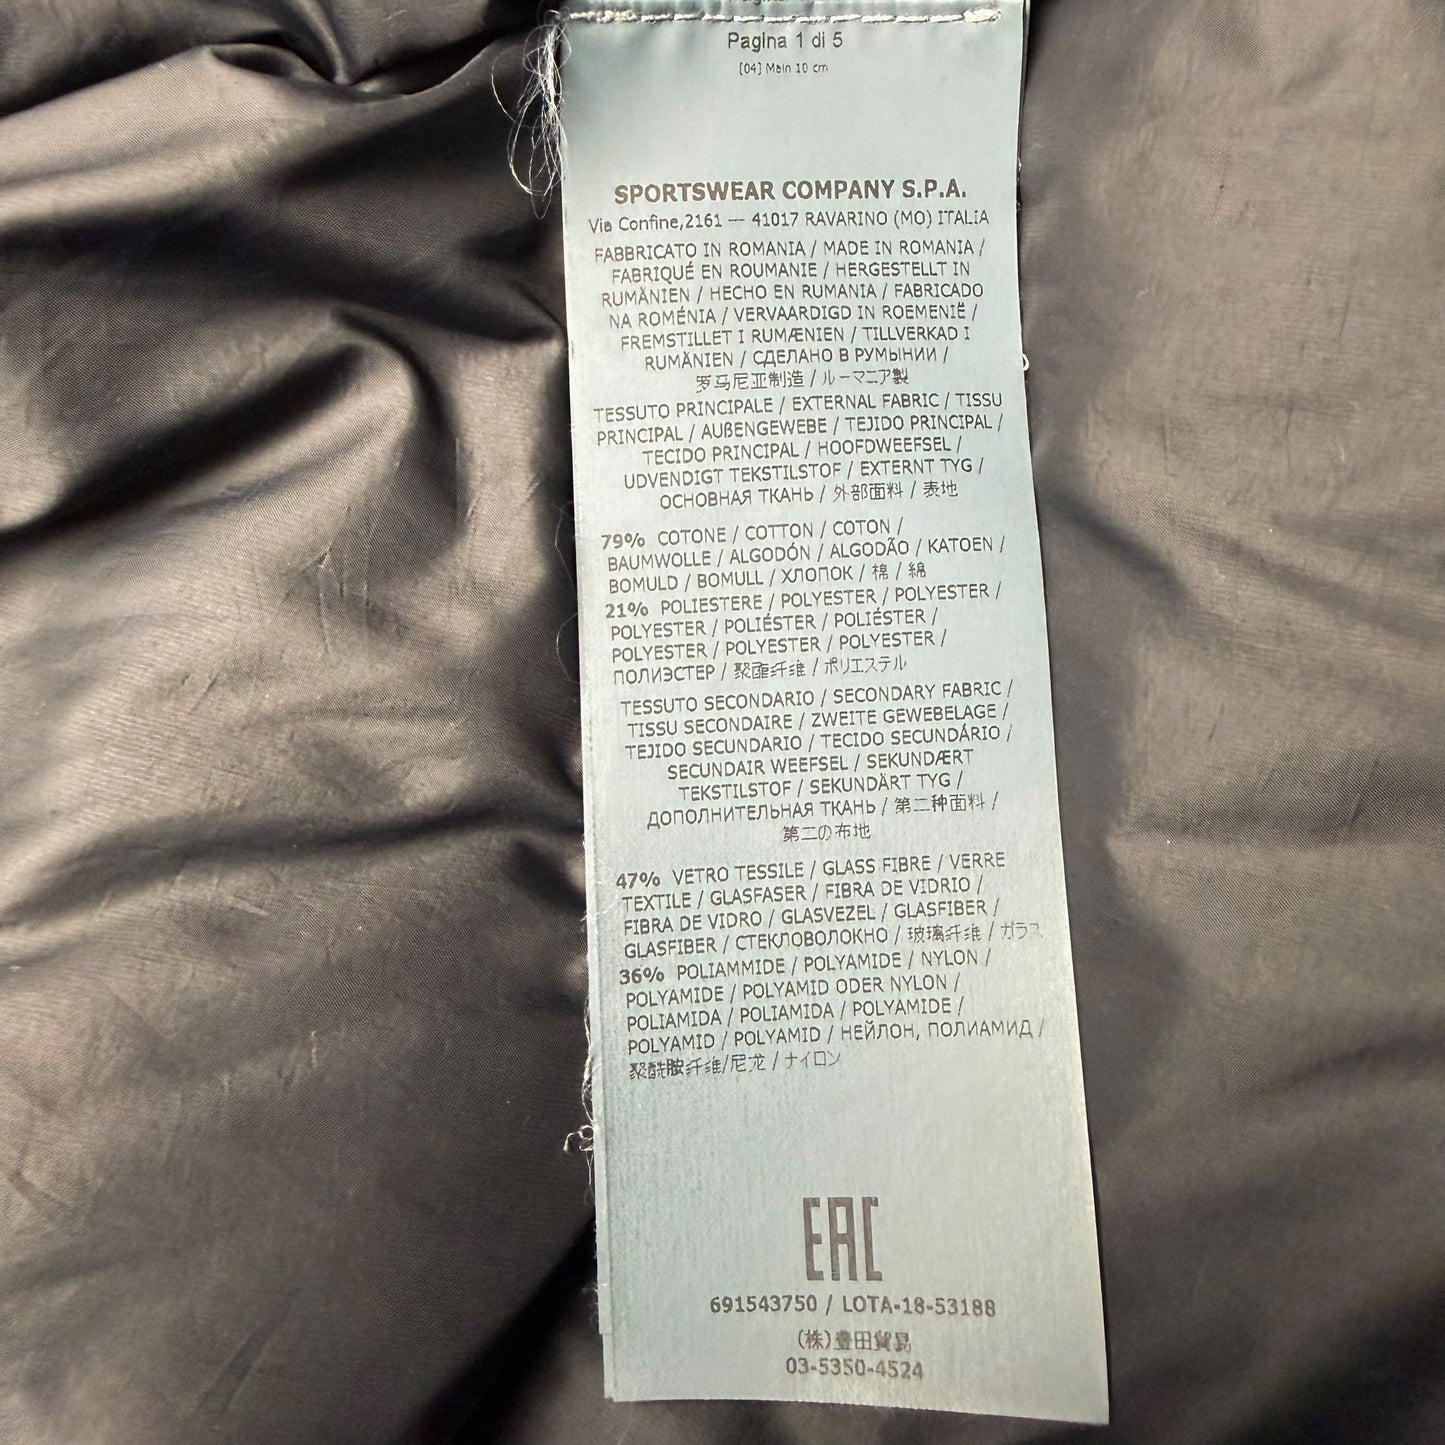 Pagina 1 di 5
[04] Main 10 cm
SPORTSWEAR COMPANY S.P.A.
Via Confine,2161 — 41017 RAVARINO (MO) ITALIA
FABBRICATO IN ROMANIA / MADE IN ROMANIA /
FABRIQUÉ EN ROUMANIE / HERGESTELLT IN
RUMÄNIEN / HECHO EN RUMANIA / FABRICADO
NA ROMÉNIA / VERVAARDIGD IN ROEMENIË /
FREMSTILLET I RUMÆNIEN / TILLVERKAD I
RUMÄNIEN / СДЕЛАНО В РУМЫНИИ /
罗马尼亚制造 / ルーマニア製
TESSUTO PRINCIPALE / EXTERNAL FABRIC / TISSU
PRINCIPAL / AUßENGEWEBE / TEJIDO PRINCIPAL /
TECIDO PRINCIPAL / HOOFDWEEFSEL /
UDVENDIGT TEKSTILSTOF / EXTERNT TYG /
ОСНОВНАЯ ТКАНЬ / 外部面料 / 表地
79% COTONE / COTTON / COTON /
BAUMWOLLE / ALGODÓN / ALGODÃO / KATOEN /
BOMULD / BOMULL / ХЛОПОК / 棉 / 綿
21% POLIESTERE / POLYESTER / POLYESTER /
POLYESTER / POLIÉSTER / POLIÉSTER /
POLYESTER / POLYESTER / POLYESTER /
ПОЛИЭСТЕР / 聚酯纤维 / ポリエステル
TESSUTO SECONDARIO / SECONDARY FABRIC /
TISSU SECONDAIRE / ZWEITE GEWEBELAGE /
TEJIDO SECUNDARIO / TECIDO SECUNDÁRIO /
SECUNDAIR WEEFSEL / SEKUNDÆRT
TEKSTILSTOF / SEKUNDÄRT TYG /
ДОПОЛНИТЕЛЬНАЯ ТКАНЬ / 第二种面料 /
第二の布地
47% VETRO TESSILE / GLASS FIBRE / VERRE
TEXTILE / GLASFASER / FIBRA DE VIDRIO /
FIBRA DE VIDRO / GLASVEZEL / GLASFIBER /
GLASFIBER / СТЕКЛОВОЛОКНО / 玻璃纤维 / ガラス
36% POLIAMMIDE / POLYAMIDE / NYLON /
POLYAMIDE / POLYAMID ODER NYLON /
POLIAMIDA / POLIAMIDA / POLYAMIDE /
POLYAMID / POLYAMID / НЕЙЛОН, ПОЛИАМИД /
聚酰胺纤维/尼龙 / ナイロン
EAC
691543750 / LOTA-18-53188
(株)豊田貿易
03-5350-4524